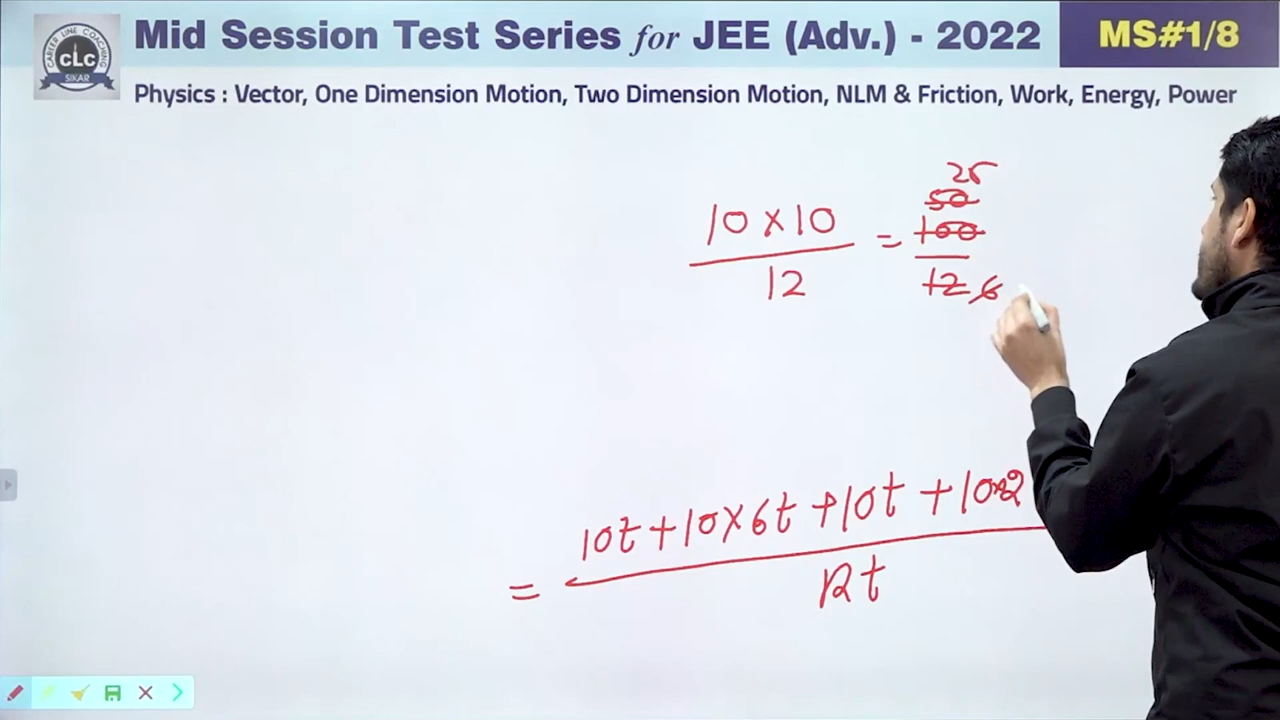 Mid Session Test Series for JEE (Adv.) - 2022
MS#1/8
CAREER LINE COACHING
CLC
SIKAR
Physics : Vector, One Dimension Motion, Two Dimension Motion, NLM & Friction, Work, Energy, Power
25
50
10 × 10 = 100
12 12 6
10t + 10 × 6t + 10t + 10×2
= 12t